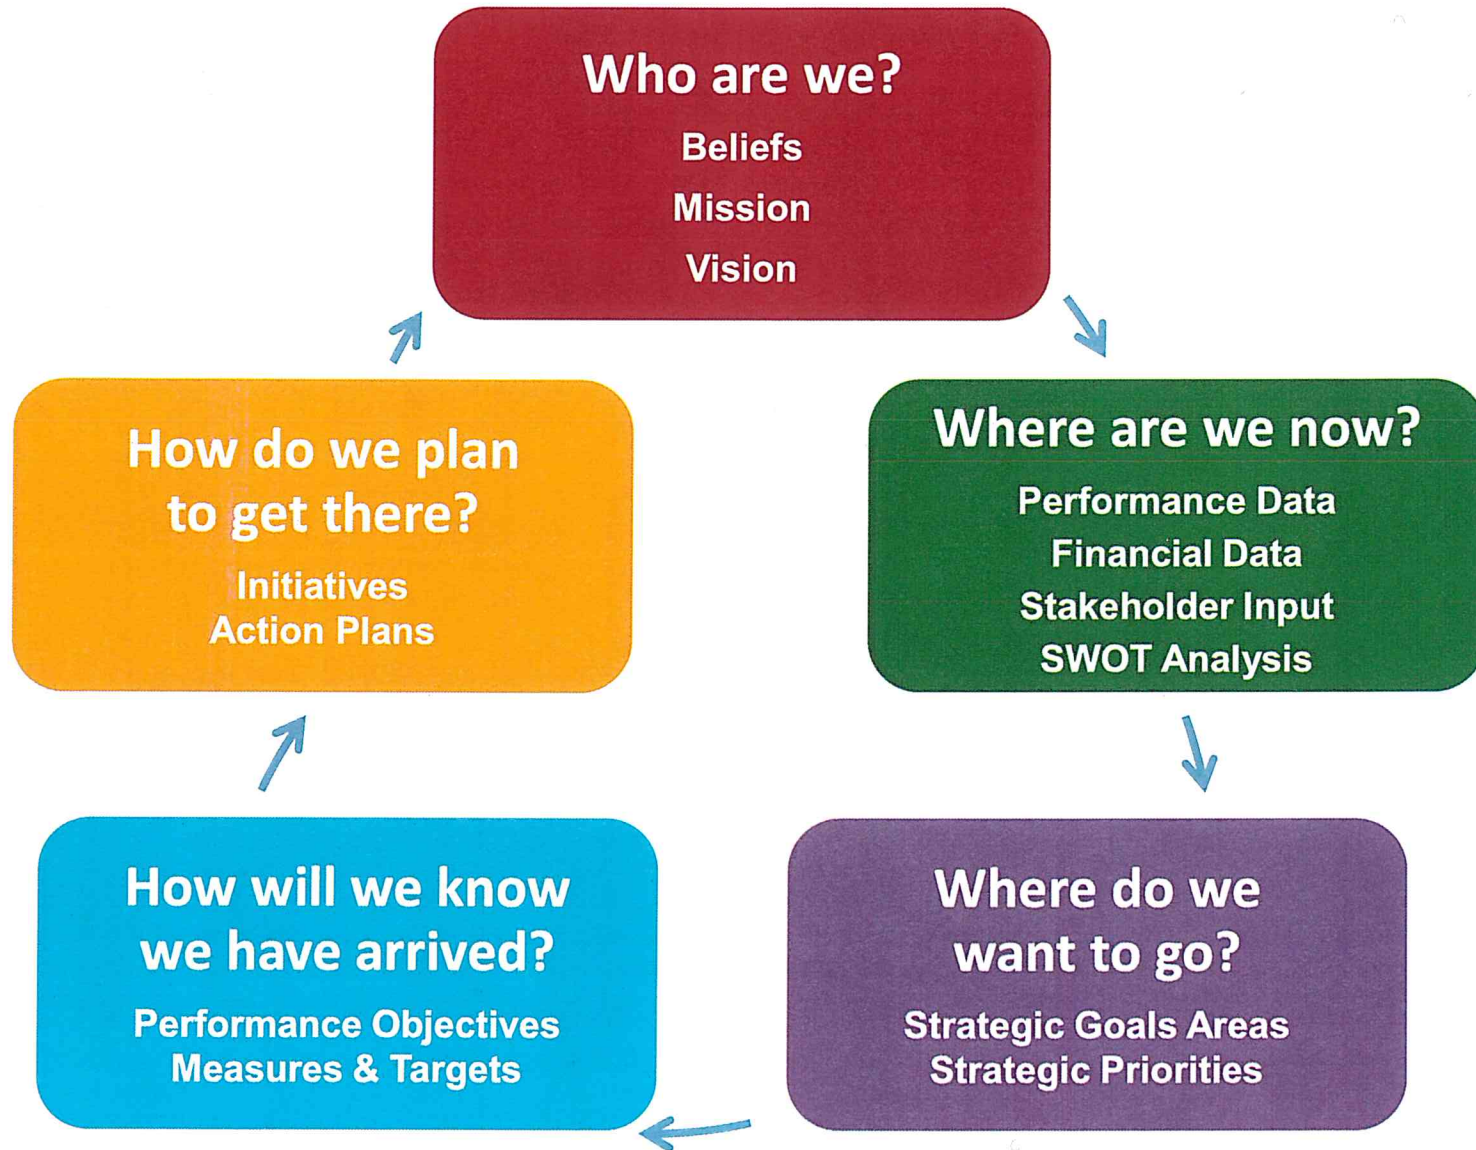 Who are we?
Beliefs
Mission
Vision
Where are we now?
Performance Data
Financial Data
Stakeholder Input
SWOT Analysis
Where do we
want to go?
Strategic Goals Areas
Strategic Priorities
How will we know
we have arrived?
Performance Objectives
Measures & Targets
How do we plan
to get there?
Initiatives
Action Plans